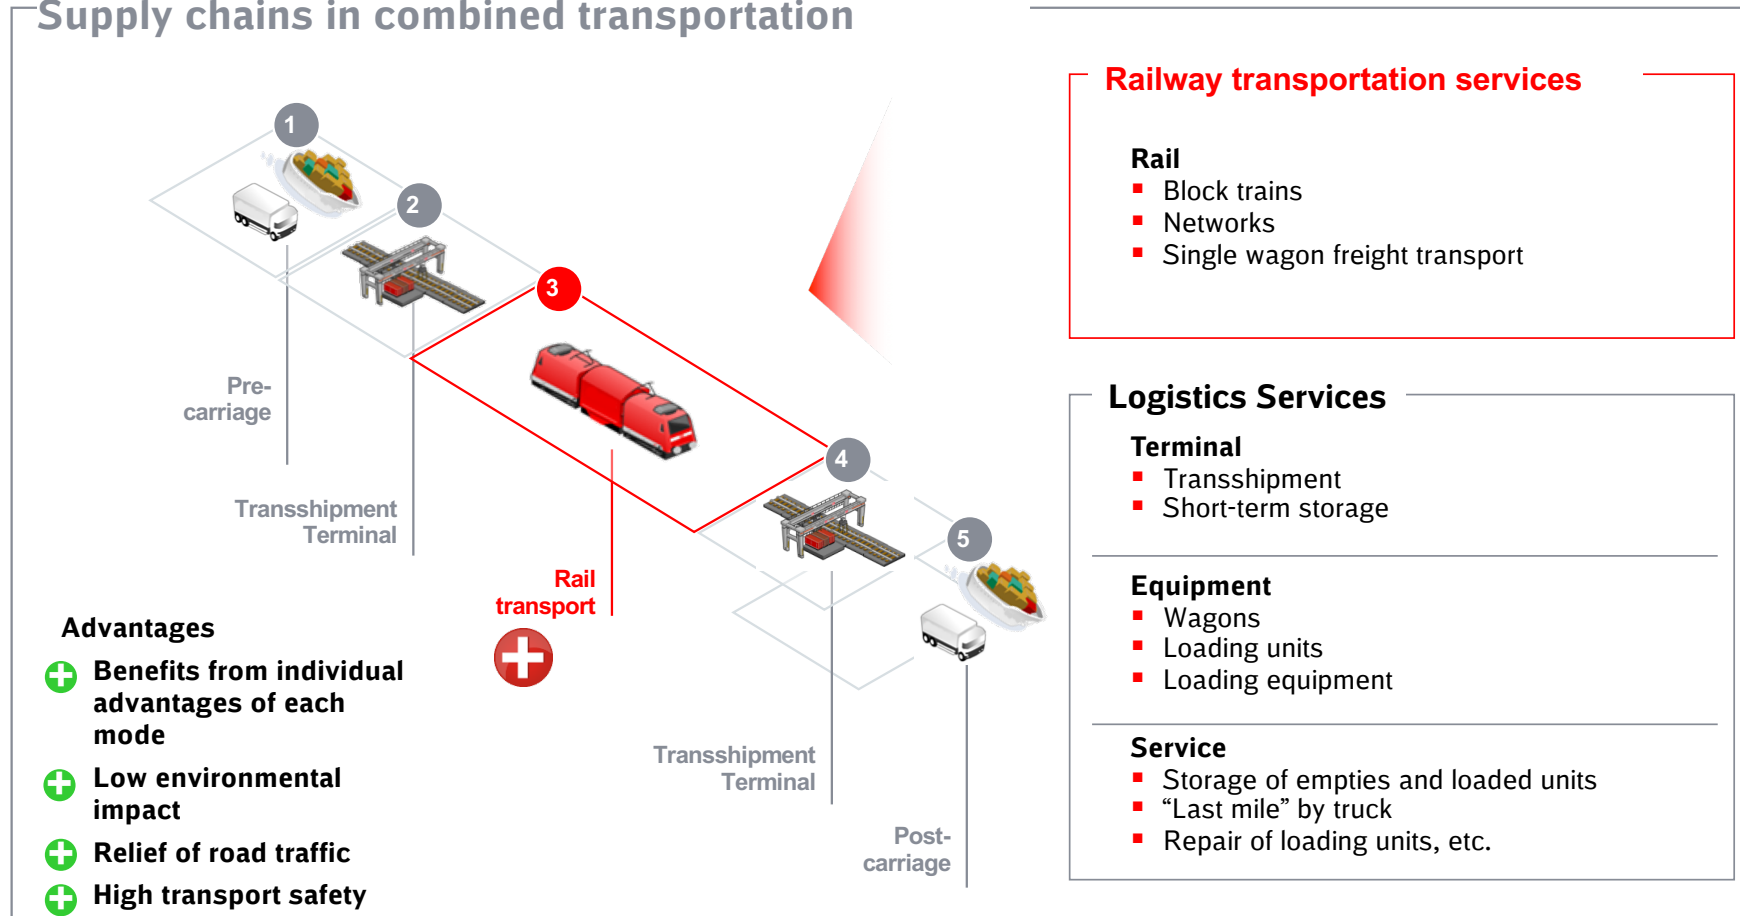 Supply chains in combined transportation
1
2
3
4
5
Pre-
carriage
Transshipment
Terminal
Rail
transport
Transshipment
Terminal
Post-
carriage
Advantages
Benefits from individual
advantages of each
mode
Low environmental
impact
Relief of road traffic
High transport safety
Railway transportation services
Rail
Block trains
Networks
Single wagon freight transport
Logistics Services
Terminal
Transshipment
Short-term storage
Equipment
Wagons
Loading units
Loading equipment
Service
Storage of empties and loaded units
“Last mile” by truck
Repair of loading units, etc.